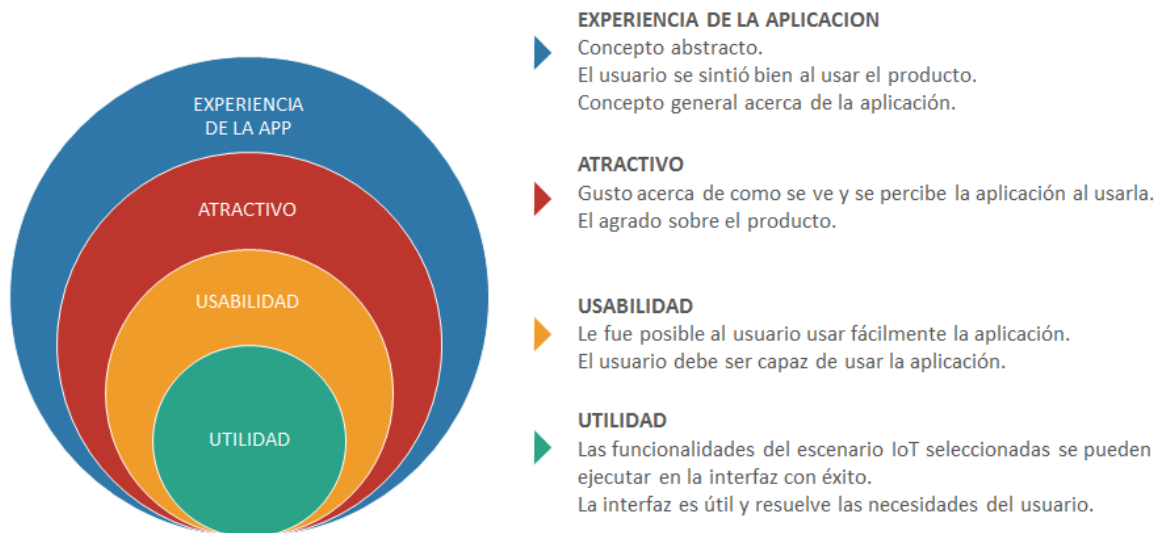 EXPERIENCIA
DE LA APP
ATRACTIVO
USABILIDAD
UTILIDAD
EXPERIENCIA DE LA APLICACION
Concepto abstracto.
El usuario se sintió bien al usar el producto.
Concepto general acerca de la aplicación.
ATRACTIVO
Gusto acerca de como se ve y se percibe la aplicación al usarla.
El agrado sobre el producto.
USABILIDAD
Le fue posible al usuario usar fácilmente la aplicación.
El usuario debe ser capaz de usar la aplicación.
UTILIDAD
Las funcionalidades del escenario IoT seleccionadas se pueden
ejecutar en la interfaz con éxito.
La interfaz es útil y resuelve las necesidades del usuario.